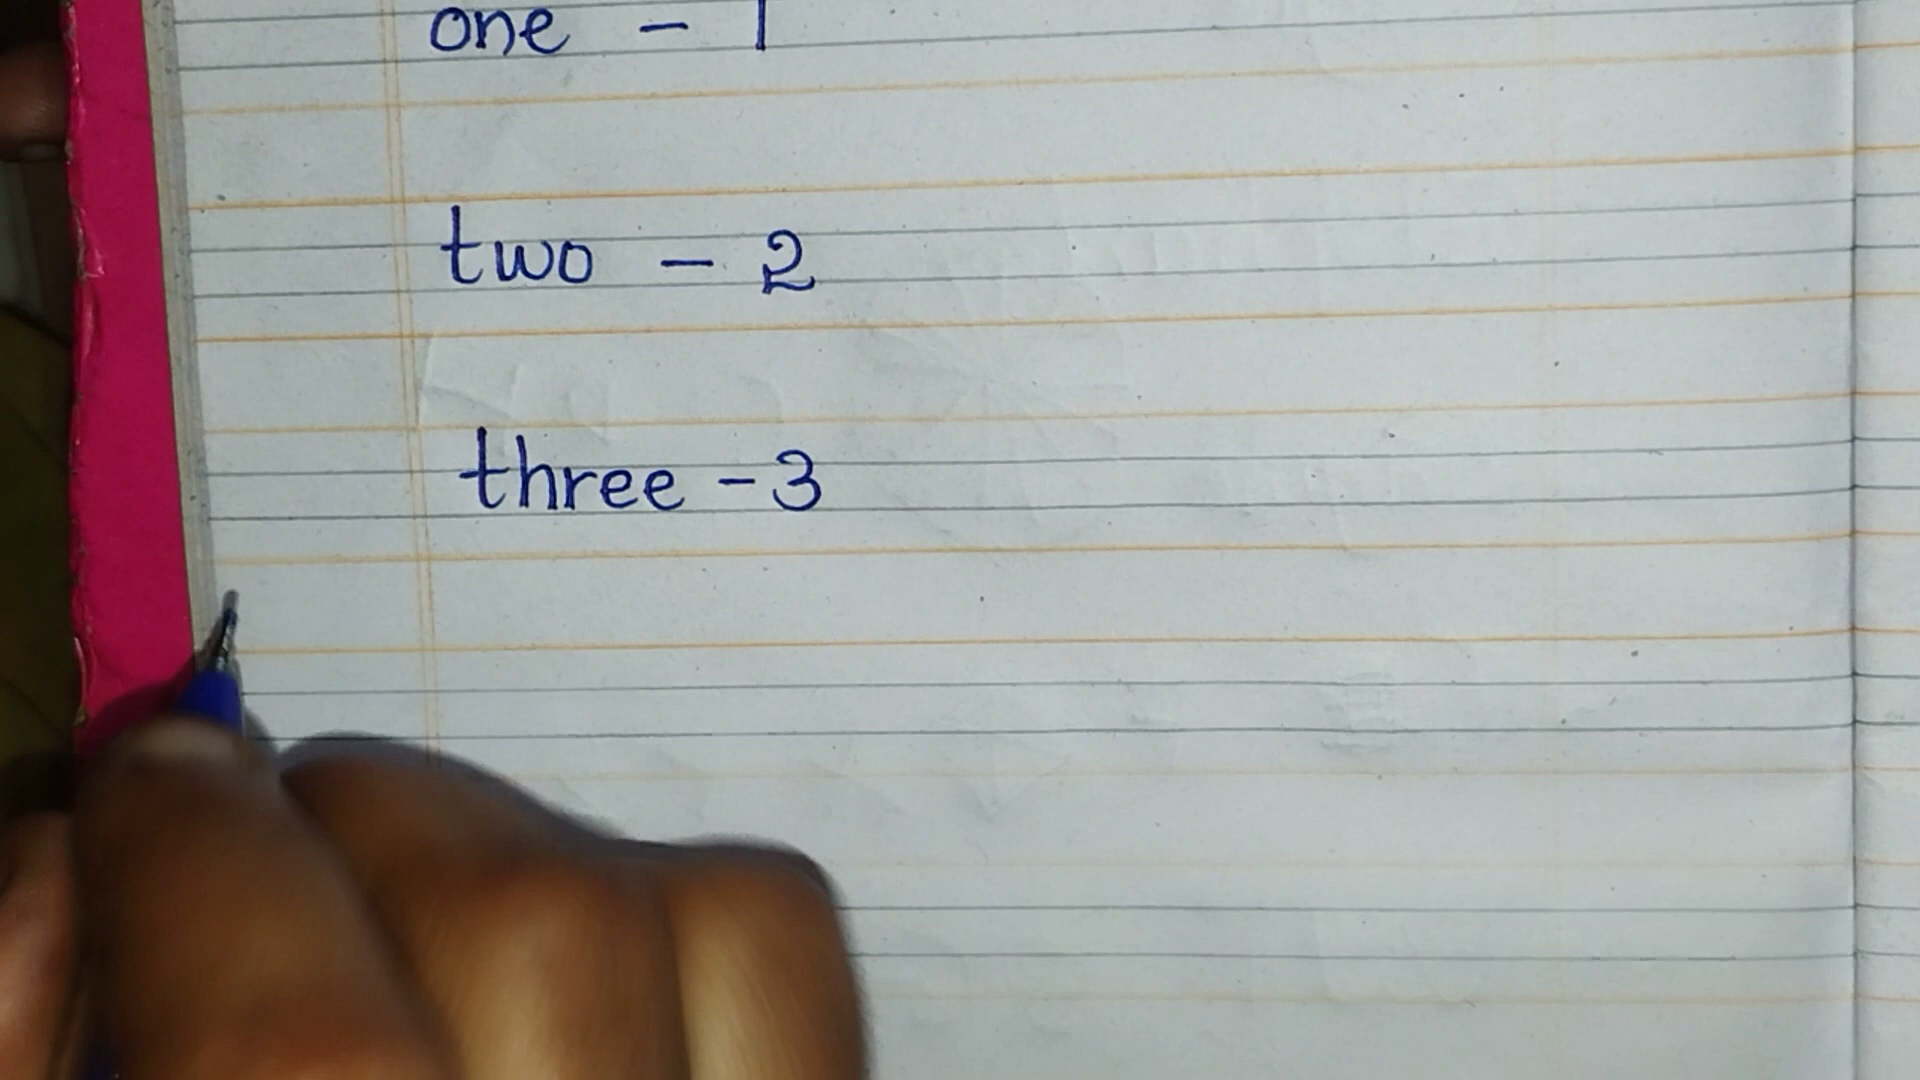 one - 1
two - 2
three - 3